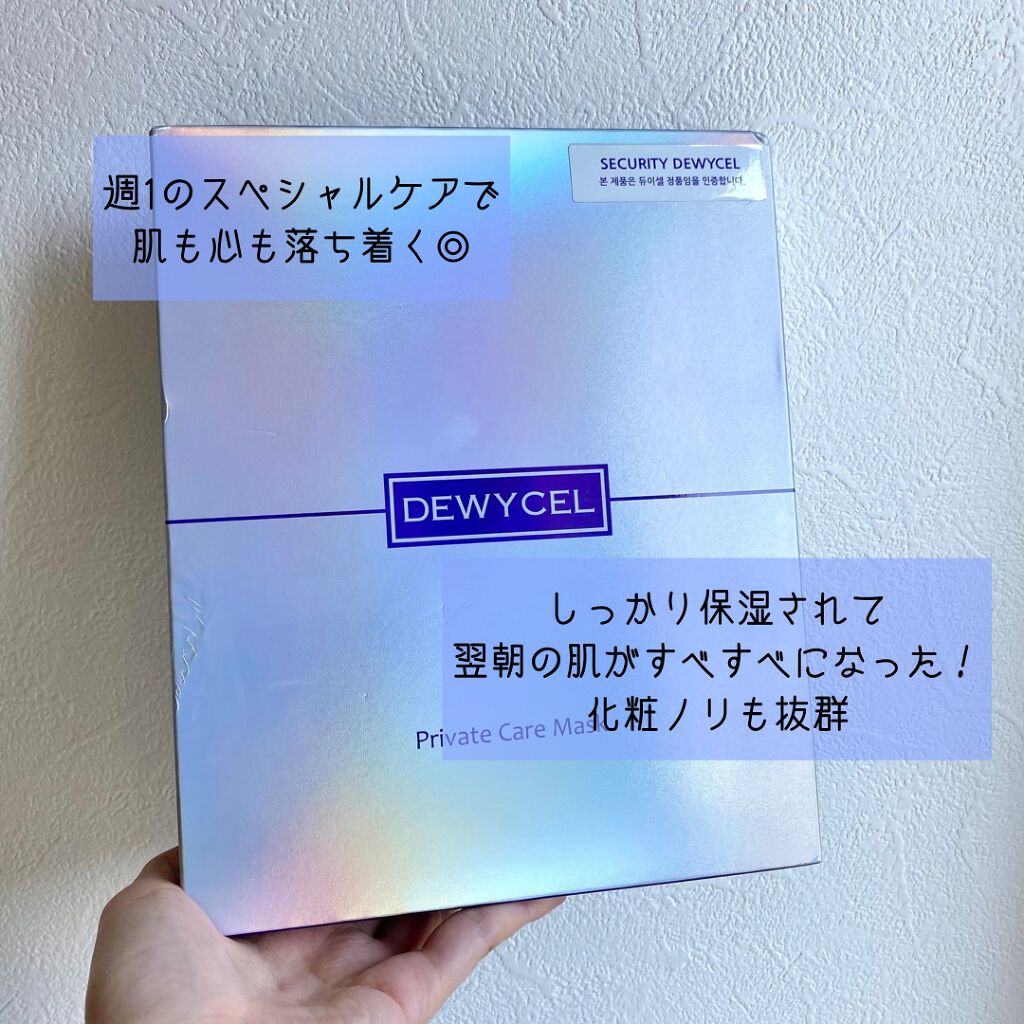 週1のスペシャルケアで
肌も心も落ち着く◎
SECURITY DEWYCEL
본 제품은 듀이셀 정품임을 인증합니다.
DEWYCEL
しっかり保湿されて
翌朝の肌がすべすべになった！
化粧ノリも抜群
Private Care Mask